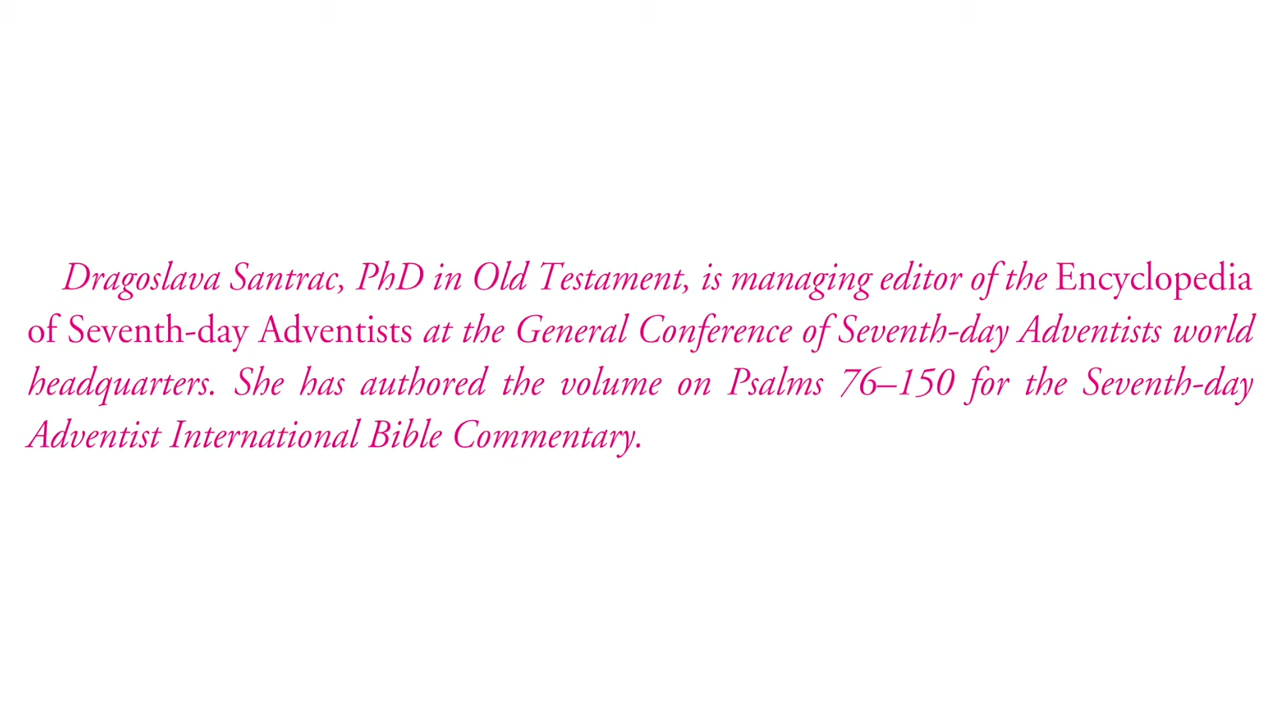 Dragoslava Santrac, PhD in Old Testament, is managing editor of the Encyclopedia
of Seventh-day Adventists at the General Conference of Seventh-day Adventists world
headquarters. She has authored the volume on Psalms 76–150 for the Seventh-day
Adventist International Bible Commentary.